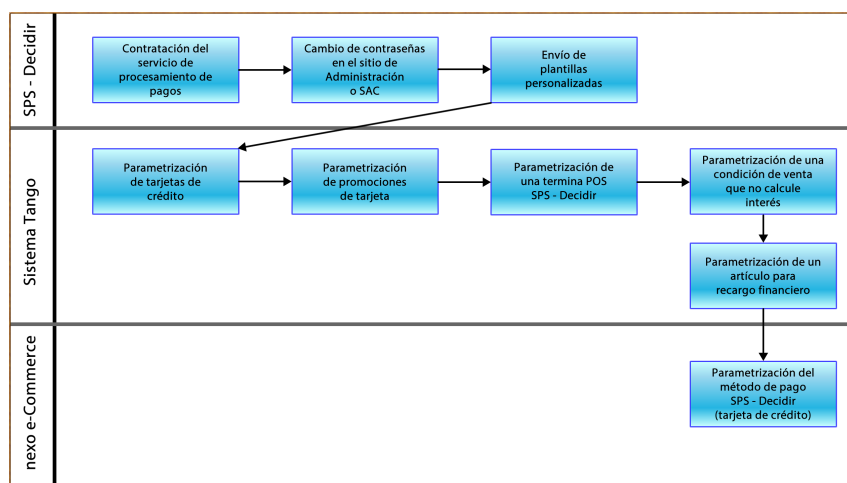 SPS - Decidir
Contratación del
servicio de
procesamiento de
pagos
Cambio de contraseñas
en el sitio de
Administración
o SAC
Envío de
plantillas
personalizadas
Sistema Tango
Parametrización
de tarjetas de
crédito
Parametrización
de promociones
de tarjeta
Parametrización de
una termina POS
SPS - Decidir
Parametrización de una
condición de venta
que no calcule
interés
Parametrización de un
artículo para
recargo financiero
nexo e-Commerce
Parametrización del
método de pago
SPS - Decidir
(tarjeta de crédito)